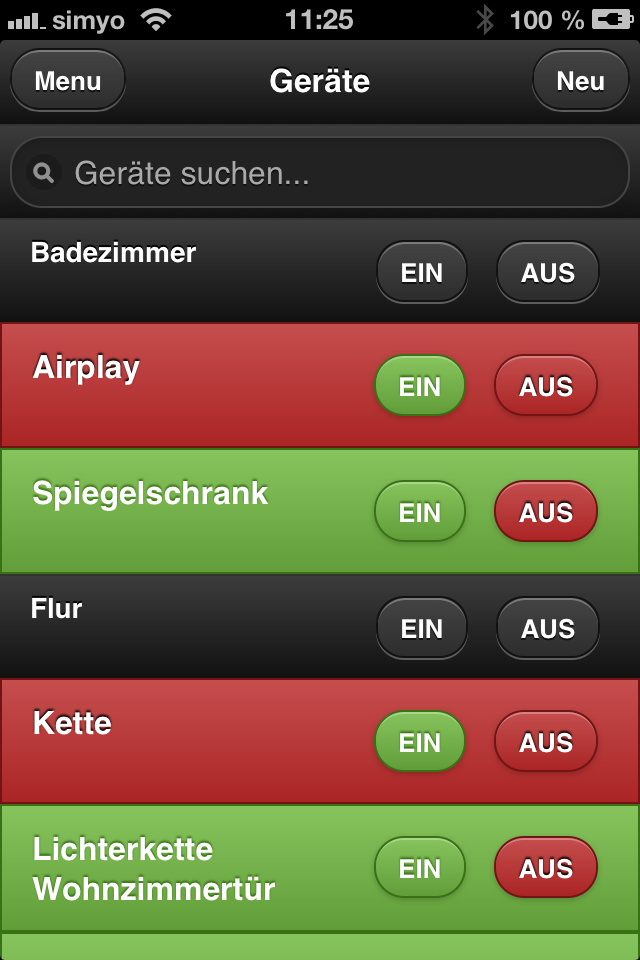 simyo 11:25 100 %
Menu Geräte Neu
Geräte suchen...
Badezimmer EIN AUS
Airplay EIN AUS
Spiegelschrank EIN AUS
Flur EIN AUS
Kette EIN AUS
Lichterkette
Wohnzimmertür EIN AUS